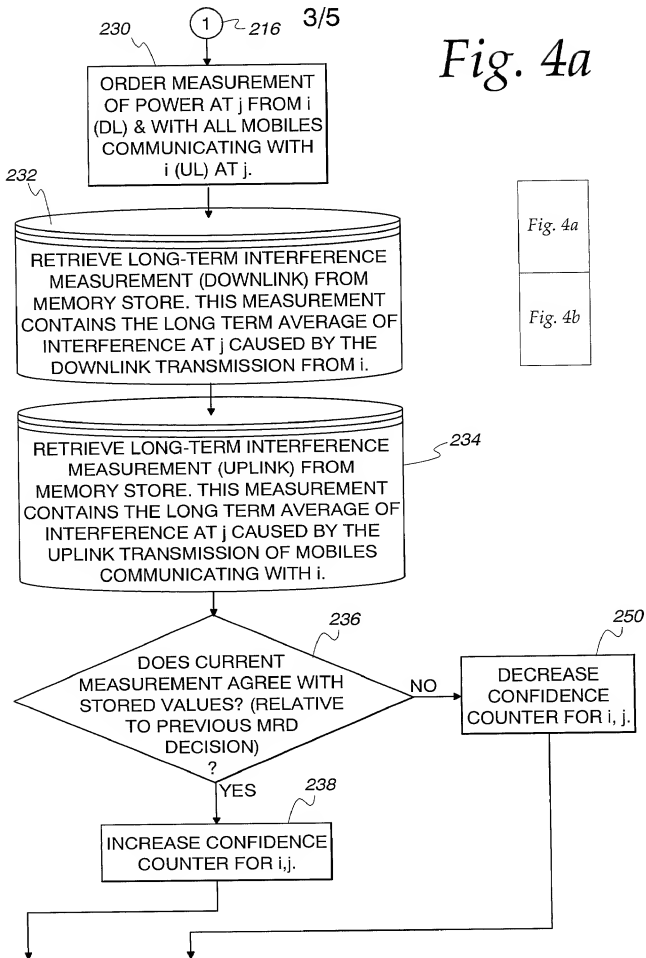 230
1
216
3/5
Fig. 4a
ORDER MEASUREMENT
OF POWER AT j FROM i
(DL) & WITH ALL MOBILES
COMMUNICATING WITH
i (UL) AT j.
232
RETRIEVE LONG-TERM INTERFERENCE
MEASUREMENT (DOWNLINK) FROM
MEMORY STORE. THIS MEASUREMENT
CONTAINS THE LONG TERM AVERAGE OF
INTERFERENCE AT j CAUSED BY THE
DOWNLINK TRANSMISSION FROM i.
Fig. 4a
Fig. 4b
RETRIEVE LONG-TERM INTERFERENCE
MEASUREMENT (UPLINK) FROM
MEMORY STORE. THIS MEASUREMENT
CONTAINS THE LONG TERM AVERAGE OF
INTERFERENCE AT j CAUSED BY THE
UPLINK TRANSMISSION OF MOBILES
COMMUNICATING WITH i.
234
236
DOES CURRENT
MEASUREMENT AGREE WITH
STORED VALUES? (RELATIVE
TO PREVIOUS MRD
DECISION)
?
NO
250
DECREASE
CONFIDENCE
COUNTER FOR i, j.
YES
238
INCREASE CONFIDENCE
COUNTER FOR i,j.